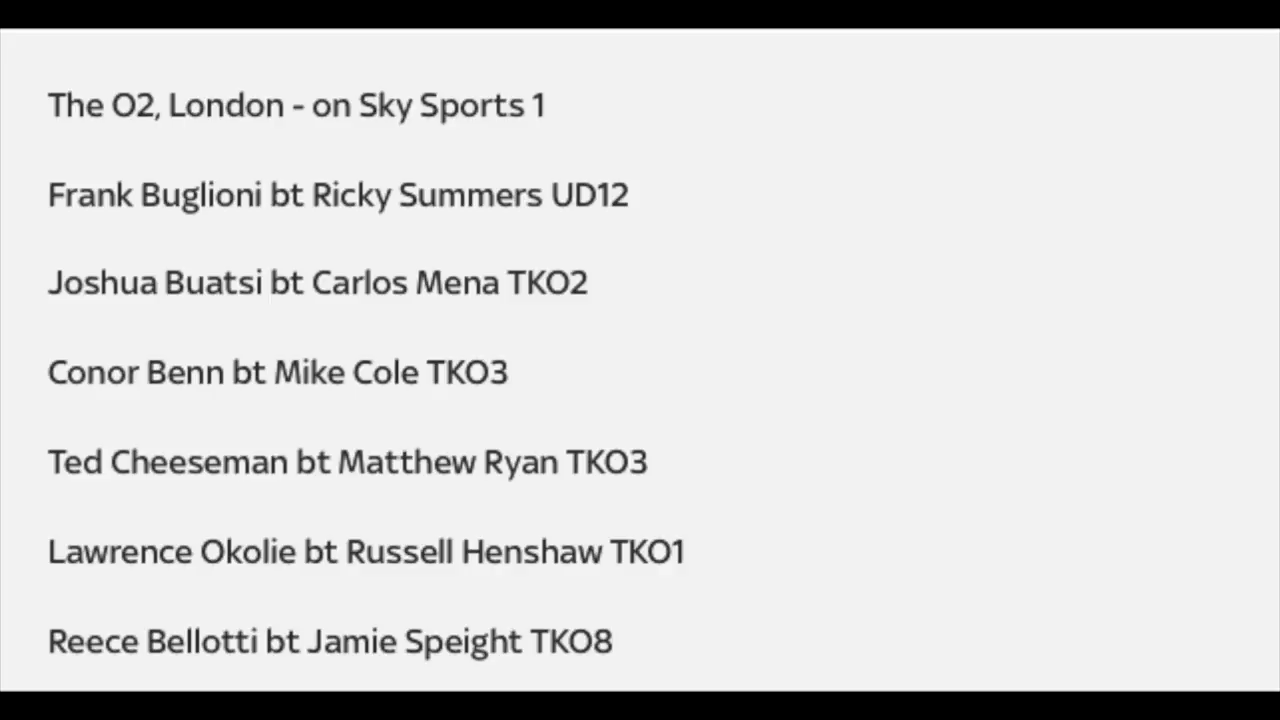 The O2, London - on Sky Sports 1
Frank Buglioni bt Ricky Summers UD12
Joshua Buatsi bt Carlos Mena TKO2
Conor Benn bt Mike Cole TKO3
Ted Cheeseman bt Matthew Ryan TKO3
Lawrence Okolie bt Russell Henshaw TKO1
Reece Bellotti bt Jamie Speight TKO8